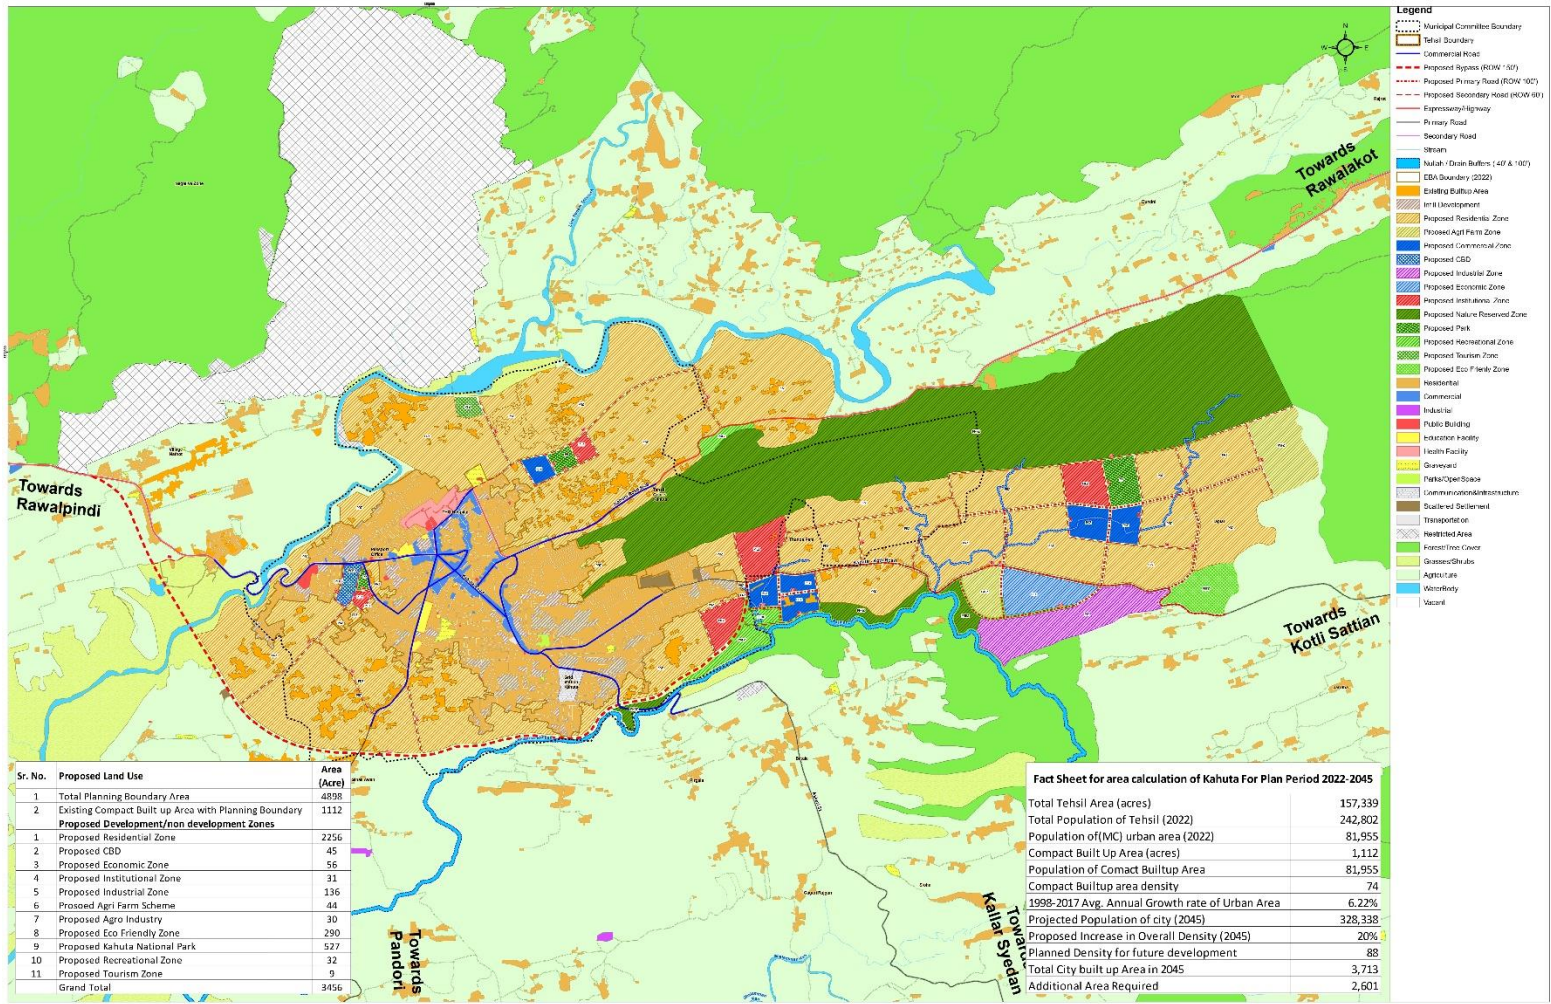 Legend
Municipal Committee Boundary
Tehsil Boundary
Commercial Road
Proposed Bypass (ROW-150')
Proposed Primary Road (ROW-100')
Proposed Secondary Road (ROW-60')
Expressway/Highway
Primary Road
Secondary Road
Stream
Nullah / Drain Buffers ( 40' & 100')
EBA Boundary (2022)
Existing Builtup Area
Infill Development
Proposed Residential Zone
Proposed Agri Farm Zone
Proposed Commercial Zone
Proposed CBD
Proposed Industrial Zone
Proposed Economic Zone
Proposed Institutional Zone
Proposed Nature Reserved Zone
Proposed Park
Proposed Recreational Zone
Proposed Tourism Zone
Proposed Eco Frienly Zone
Residential
Commercial
Industrial
Public Building
Education Facility
Health Facility
Graveyard
Parks/OpenSpace
Communication&Infrastructure
Scattered Settlement
Transportation
Restricted Area
Forest/Tree Cover
Grasses/Shrubs
Agriculture
WaterBody
Vacant
N
W E
S
Towards
Rawalakot
Towards
Rawalpindi
Towards
Kotli Sattian
Towards
Pandori
Kallar Syedan
Sr. No. Proposed Land Use Area (Acre)
1 Total Planning Boundary Area 4898
2 Existing Compact Built up Area with Planning Boundary 1112
Proposed Development/non development Zones
1 Proposed Residential Zone 2256
2 Proposed CBD 45
3 Proposed Economic Zone 56
4 Proposed Institutional Zone 31
5 Proposed Industrial Zone 136
6 Prosoed Agri Farm Scheme 44
7 Proposed Agro Industry 30
8 Proposed Eco Friendly Zone 290
9 Proposed Kahuta National Park 527
10 Proposed Recreational Zone 32
11 Proposed Tourism Zone 9
Grand Total 3456
Fact Sheet for area calculation of Kahuta For Plan Period 2022-2045
Total Tehsil Area (acres) 157,339
Total Population of Tehsil (2022) 242,802
Population of(MC) urban area (2022) 81,955
Compact Built Up Area (acres) 1,112
Population of Comact Builtup Area 81,955
Compact Builtup area density 74
1998-2017 Avg. Annual Growth rate of Urban Area 6.22%
Projected Population of city (2045) 328,338
Proposed Increase in Overall Density (2045) 20%
Planned Density for future development 88
Total City built up Area in 2045 3,713
Additional Area Required 2,601